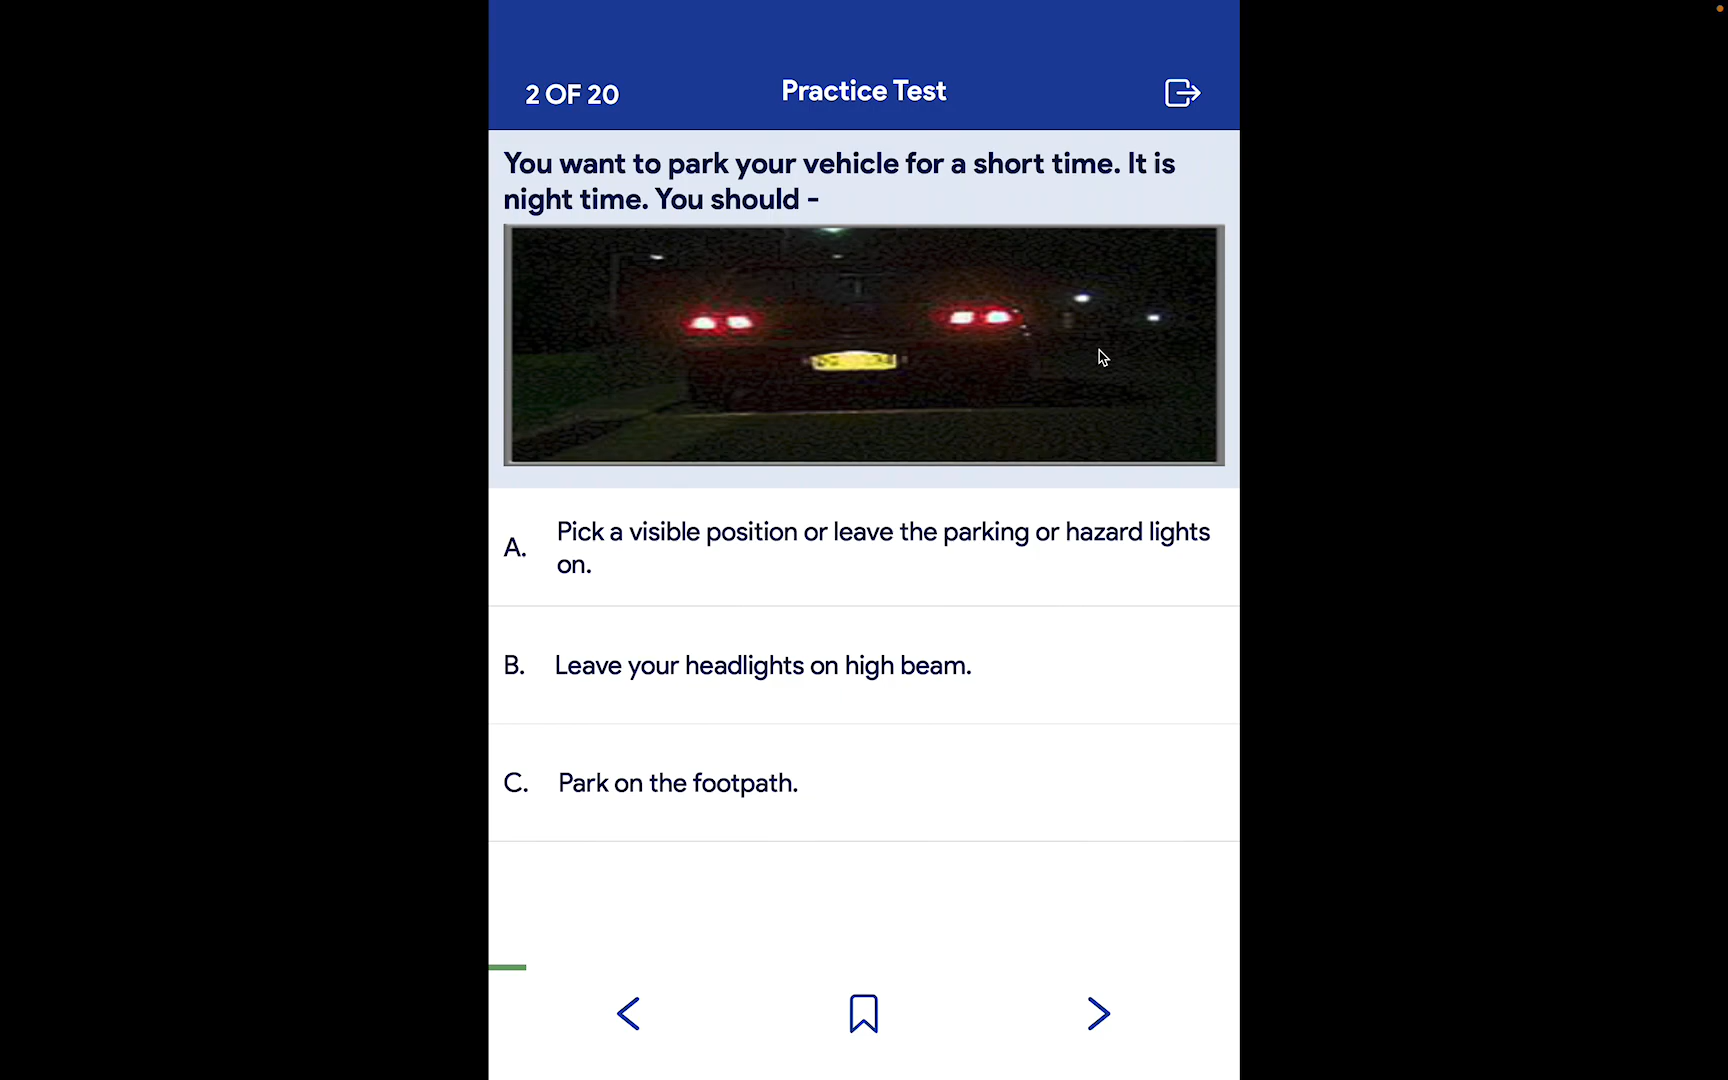 2 OF 20
Practice Test
You want to park your vehicle for a short time. It is
night time. You should -
A. Pick a visible position or leave the parking or hazard lights
on.
B. Leave your headlights on high beam.
C. Park on the footpath.